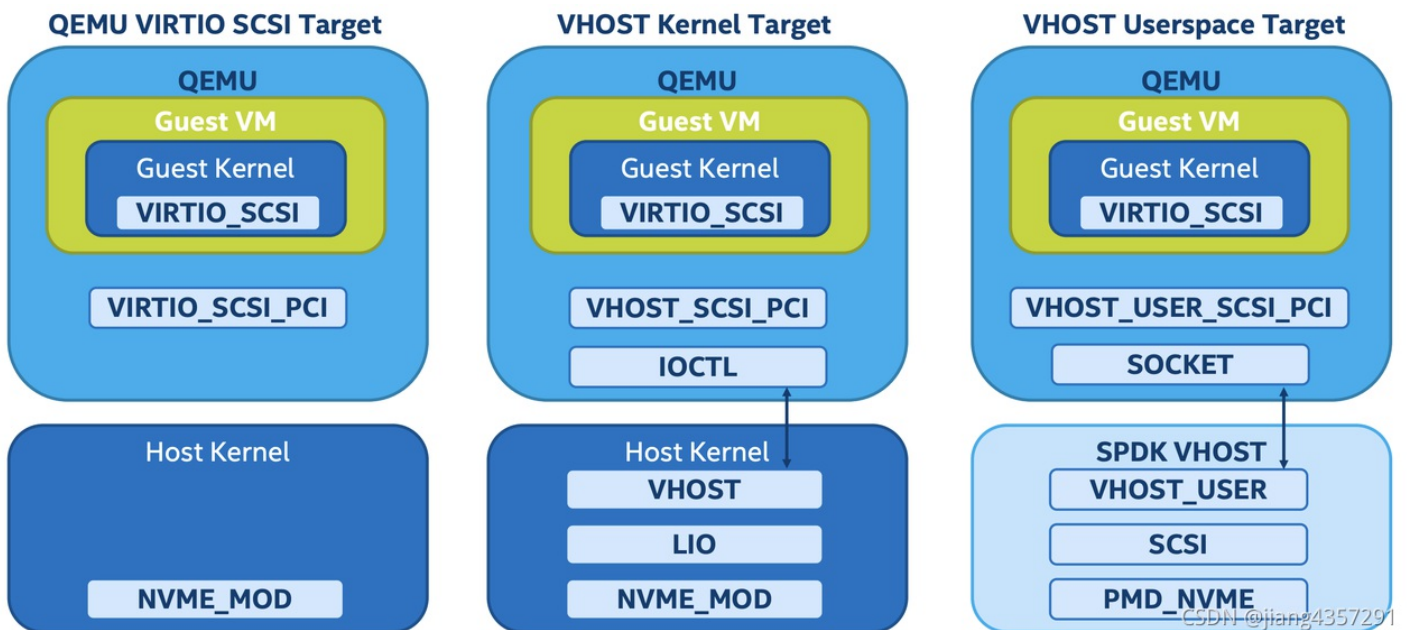 QEMU VIRTIO SCSI Target
QEMU
Guest VM
Guest Kernel
VIRTIO_SCSI
VIRTIO_SCSI_PCI
Host Kernel
NVME_MOD
VHOST Kernel Target
QEMU
Guest VM
Guest Kernel
VIRTIO_SCSI
VHOST_SCSI_PCI
IOCTL
Host Kernel
VHOST
LIO
NVME_MOD
VHOST Userspace Target
QEMU
Guest VM
Guest Kernel
VIRTIO_SCSI
VHOST_USER_SCSI_PCI
SOCKET
SPDK VHOST
VHOST_USER
SCSI
PMD_NVME
CSDN @jiang4357291